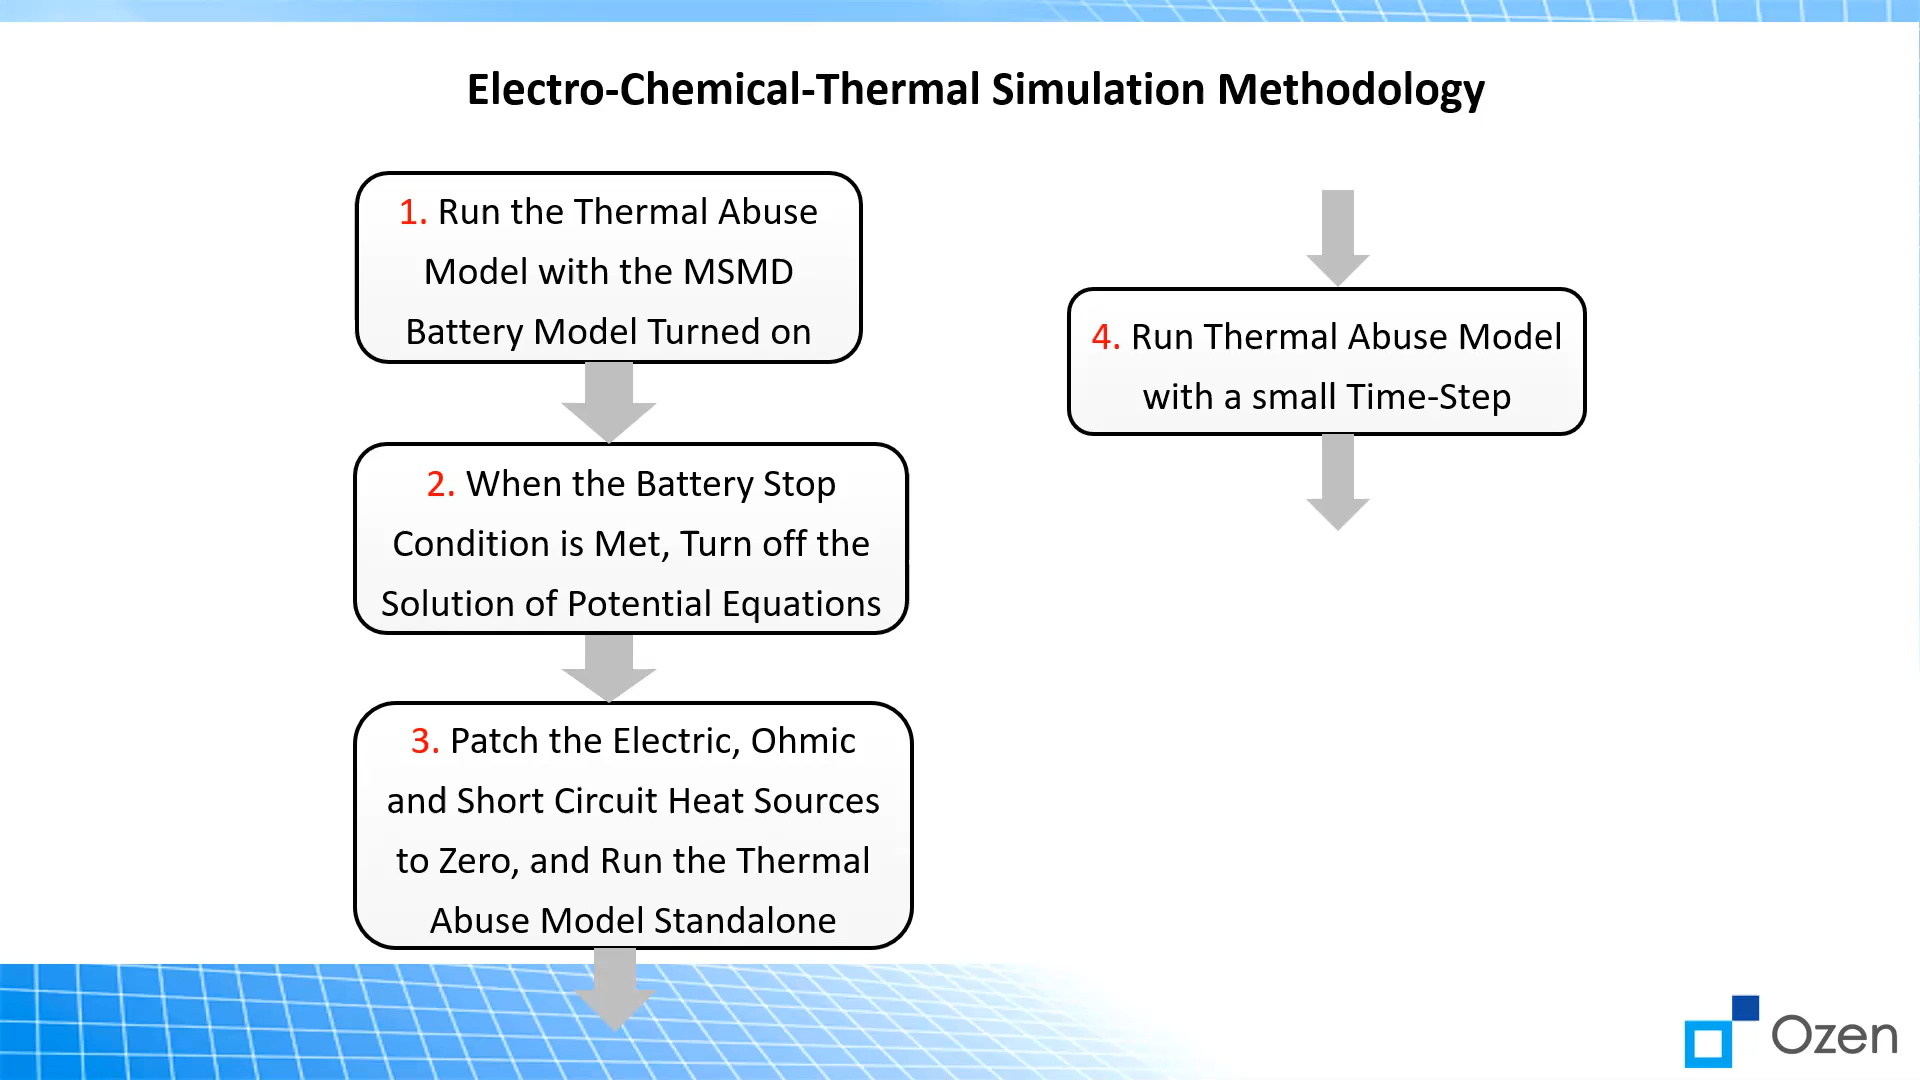 Electro-Chemical-Thermal Simulation Methodology
1. Run the Thermal Abuse
Model with the MSMD
Battery Model Turned on
2. When the Battery Stop
Condition is Met, Turn off the
Solution of Potential Equations
3. Patch the Electric, Ohmic
and Short Circuit Heat Sources
to Zero, and Run the Thermal
Abuse Model Standalone
4. Run Thermal Abuse Model
with a small Time-Step
Ozen